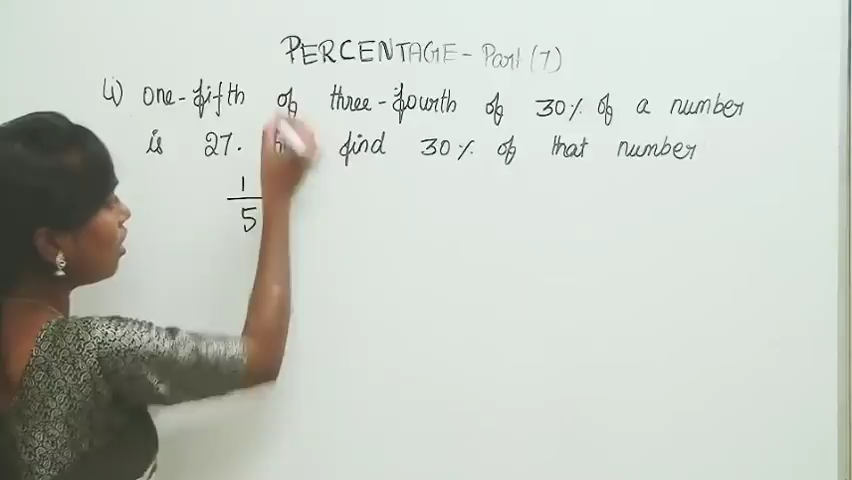 PERCENTAGE - Part (7)
4) one-fifth of three-fourth of 30% of a number
is 27. find 30% of that number
1
5